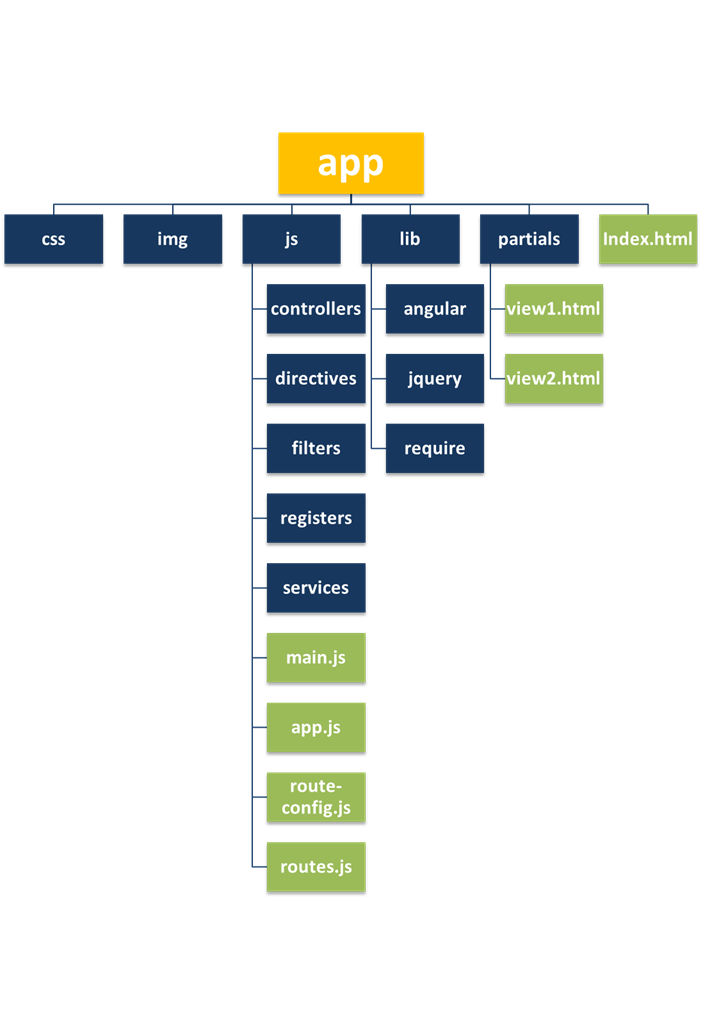 app
css
img
js
lib
partials
Index.html
controllers
directives
filters
registers
services
main.js
app.js
route-
config.js
routes.js
angular
jquery
require
view1.html
view2.html